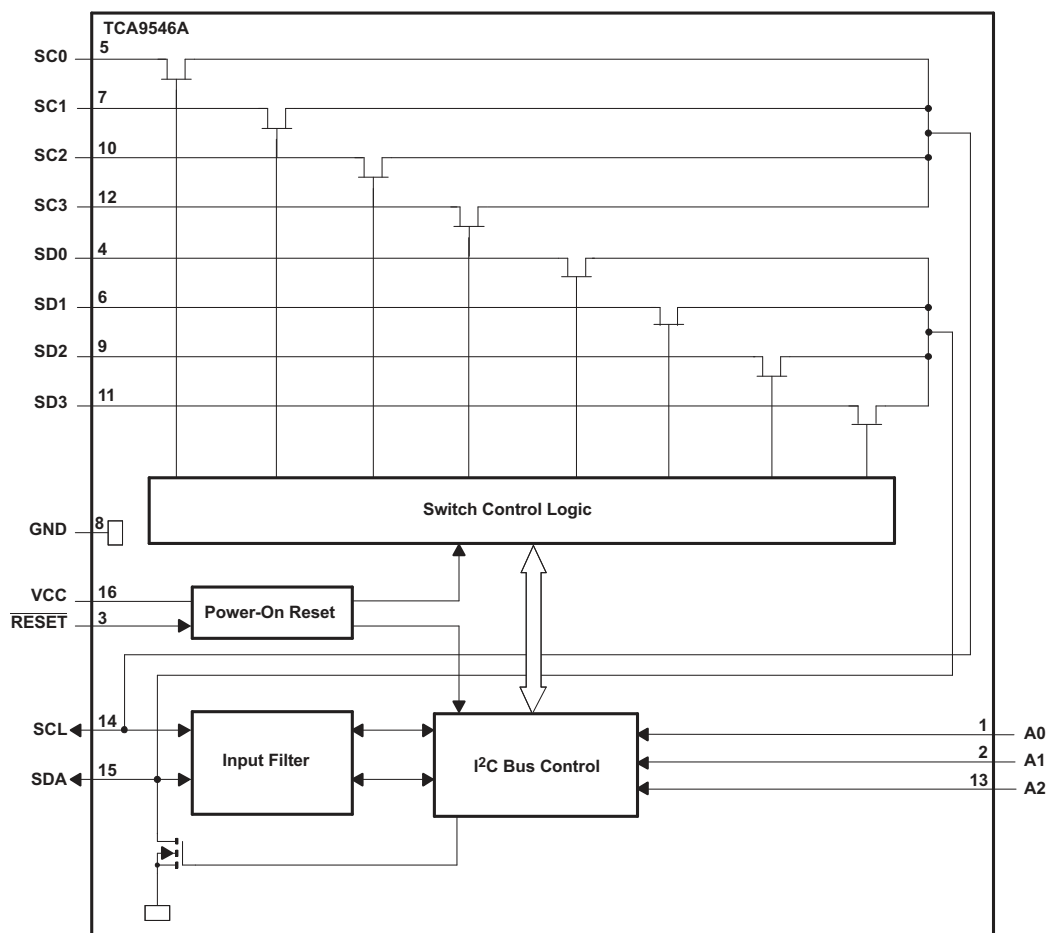 TCA9546A
SC0 5
SC1 7
SC2 10
SC3 12
SD0 4
SD1 6
SD2 9
SD3 11
Switch Control Logic
GND 8
VCC 16
RESET 3
Power-On Reset
SCL 14
SDA 15
Input Filter
I²C Bus Control
1 A0
2 A1
13 A2